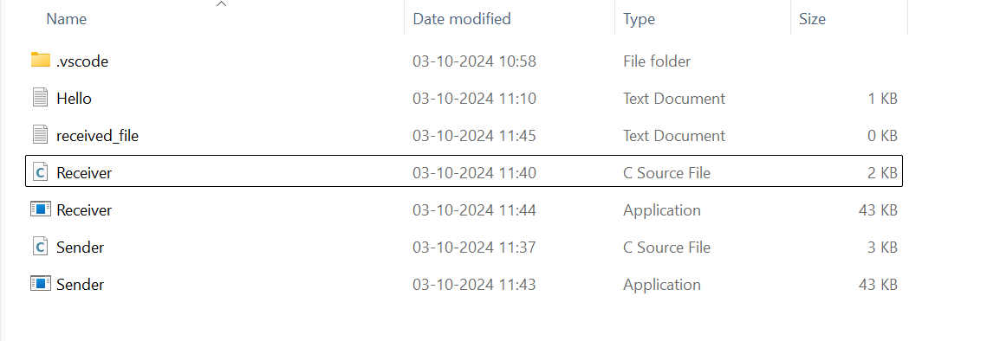 Name Date modified Type Size
.vscode 03-10-2024 10:58 File folder
Hello 03-10-2024 11:10 Text Document 1 KB
received_file 03-10-2024 11:45 Text Document 0 KB
C Receiver 03-10-2024 11:40 C Source File 2 KB
Receiver 03-10-2024 11:44 Application 43 KB
C Sender 03-10-2024 11:37 C Source File 3 KB
Sender 03-10-2024 11:43 Application 43 KB